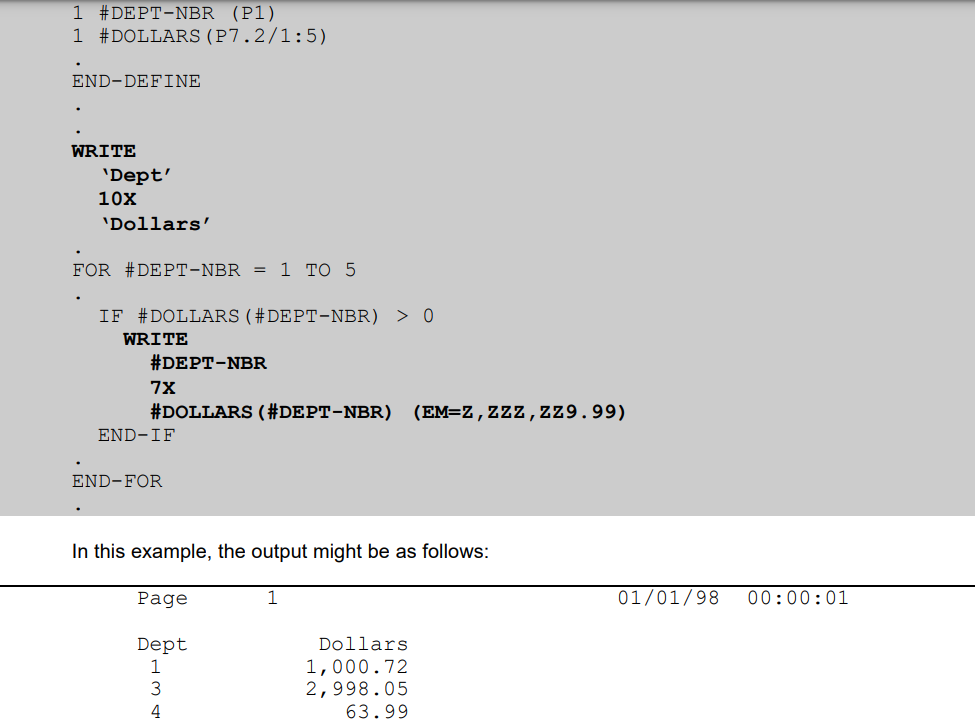 1 #DEPT-NBR (P1)
1 #DOLLARS(P7.2/1:5)
.
END-DEFINE
.
.
WRITE
‘Dept’
10X
‘Dollars’
.
FOR #DEPT-NBR = 1 TO 5
.
IF #DOLLARS(#DEPT-NBR) > 0
WRITE
#DEPT-NBR
7X
#DOLLARS(#DEPT-NBR) (EM=Z,ZZZ,ZZ9.99)
END-IF
.
END-FOR
.
In this example, the output might be as follows:
Page 1 01/01/98 00:00:01
Dept Dollars
1 1,000.72
3 2,998.05
4 63.99